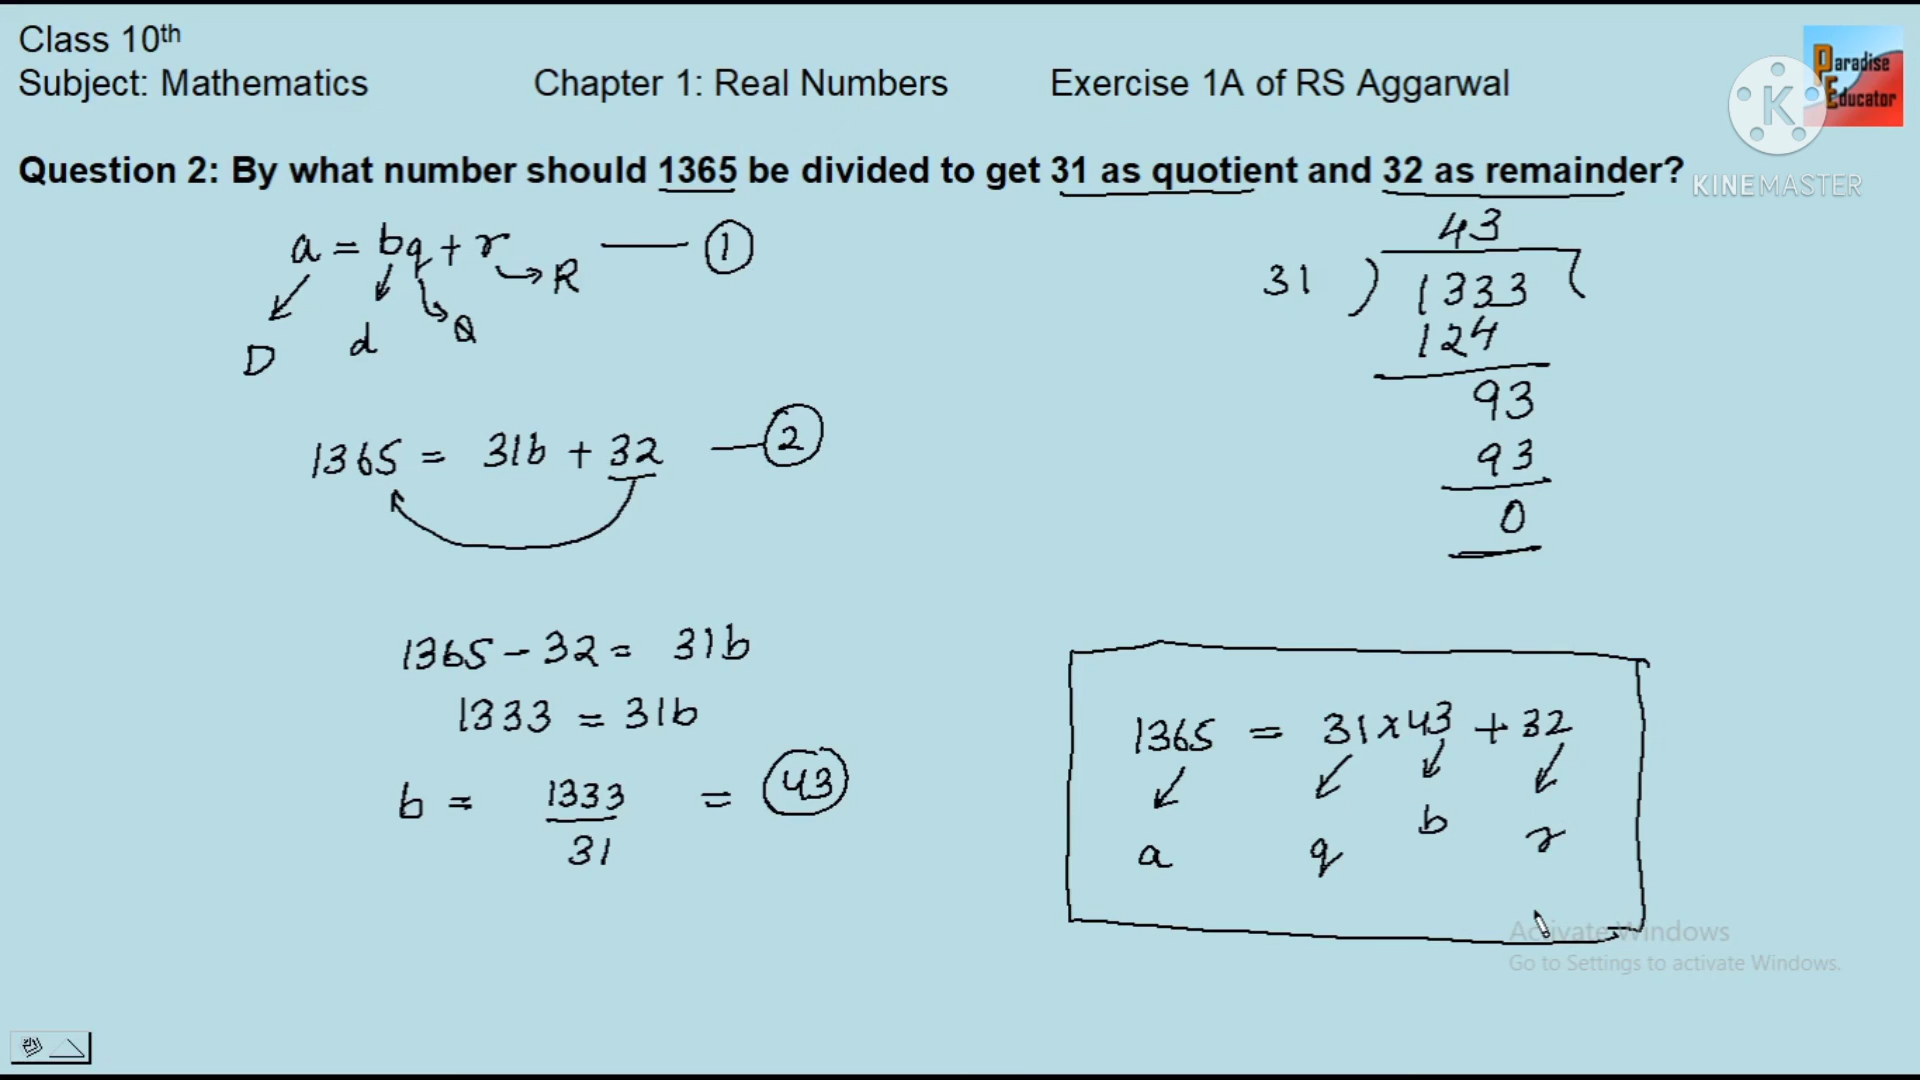 Class 10th
Subject: Mathematics Chapter 1: Real Numbers Exercise 1A of RS Aggarwal
Paradise
Educator
K
KINEMASTER
Question 2: By what number should 1365 be divided to get 31 as quotient and 32 as remainder?
a = bq + r 1
R
D d Q
1365 = 31b + 32 2
1365 - 32 = 31b
1333 = 31b
b = 1333 = 43
31
43
31 ) 1333 (
124
93
93
0
1365 = 31 × 43 + 32
a q b r
Activate Windows
Go to Settings to activate Windows.